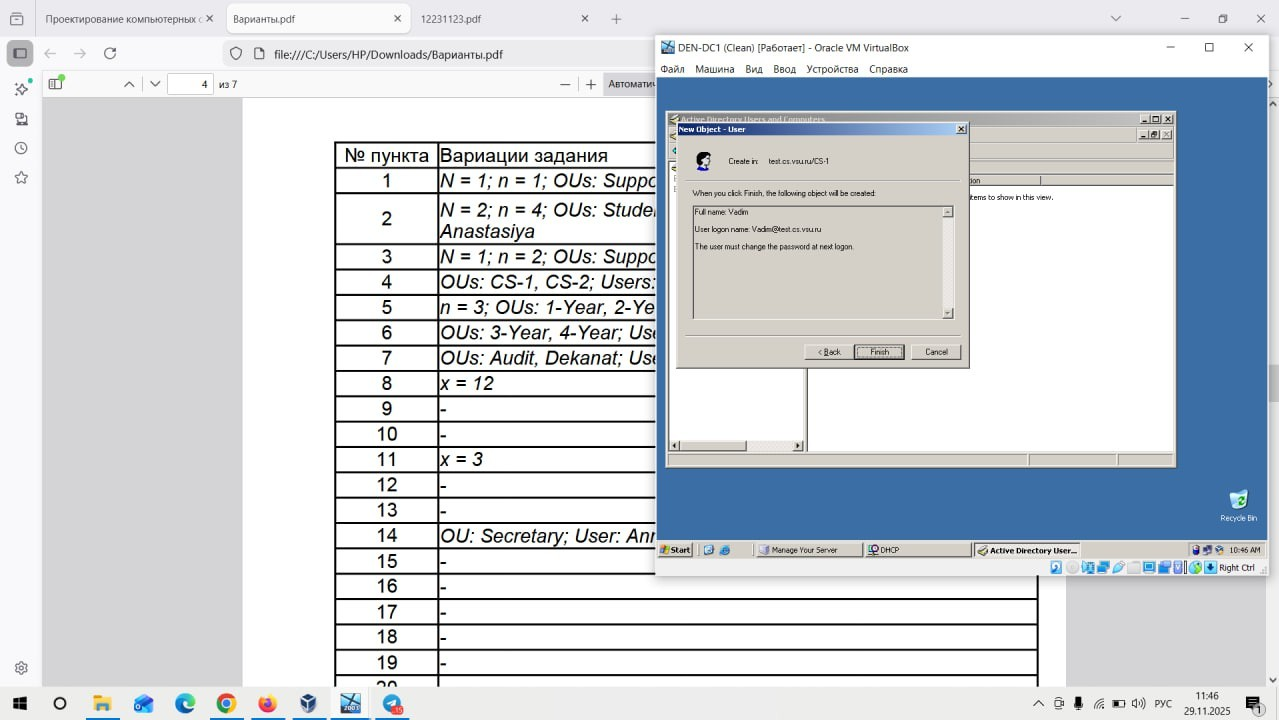 Проектирование компьютерных с
Варианты.pdf
12231123.pdf
file:///C:/Users/HP/Downloads/Варианты.pdf
4 из 7
Автоматич
№ пункта Вариации задания
1 N = 1; n = 1; OUs: Suppo
2 N = 2; n = 4; OUs: Stude
Anastasiya
3 N = 1; n = 2; OUs: Suppo
4 OUs: CS-1, CS-2; Users:
5 n = 3; OUs: 1-Year, 2-Ye
6 OUs: 3-Year, 4-Year; Use
7 OUs: Audit, Dekanat; Use
8 x = 12
9 -
10 -
11 x = 3
12 -
13 -
14 OU: Secretary; User: Ann
15 -
16 -
17 -
18 -
19 -
DEN-DC1 (Clean) [Работает] - Oracle VM VirtualBox
Файл Машина Вид Ввод Устройства Справка
Active Directory Users and Computers
New Object - User
Create in: test.cs.vsu.ru/CS-1
When you click Finish, the following object will be created:
Full name: Vadim
User logon name: Vadim@test.cs.vsu.ru
The user must change the password at next logon.
< Back Finish Cancel
tion
items to show in this view.
Recycle Bin
Start Manage Your Server DHCP Active Directory User... 10:46 AM
Right Ctrl
РУС
11:46
29.11.2025